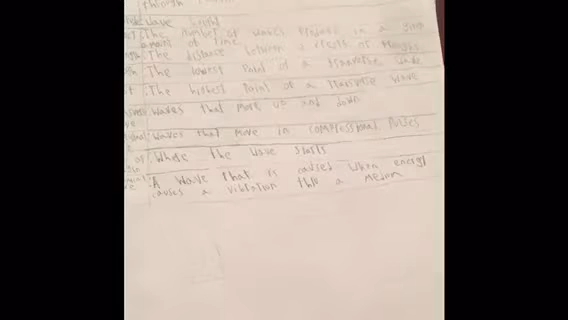 through
wave hight
:The number of waves produced in a given
amount of time
:The distance between 2 crests or troughs
:The lowest point of a transverse wave
:The highest point of a transverse wave
:waves that move up and down
:waves that move in compressional pulses
:Where the wave starts
:A wave that is caused when energy
causes a vibration thru a medium